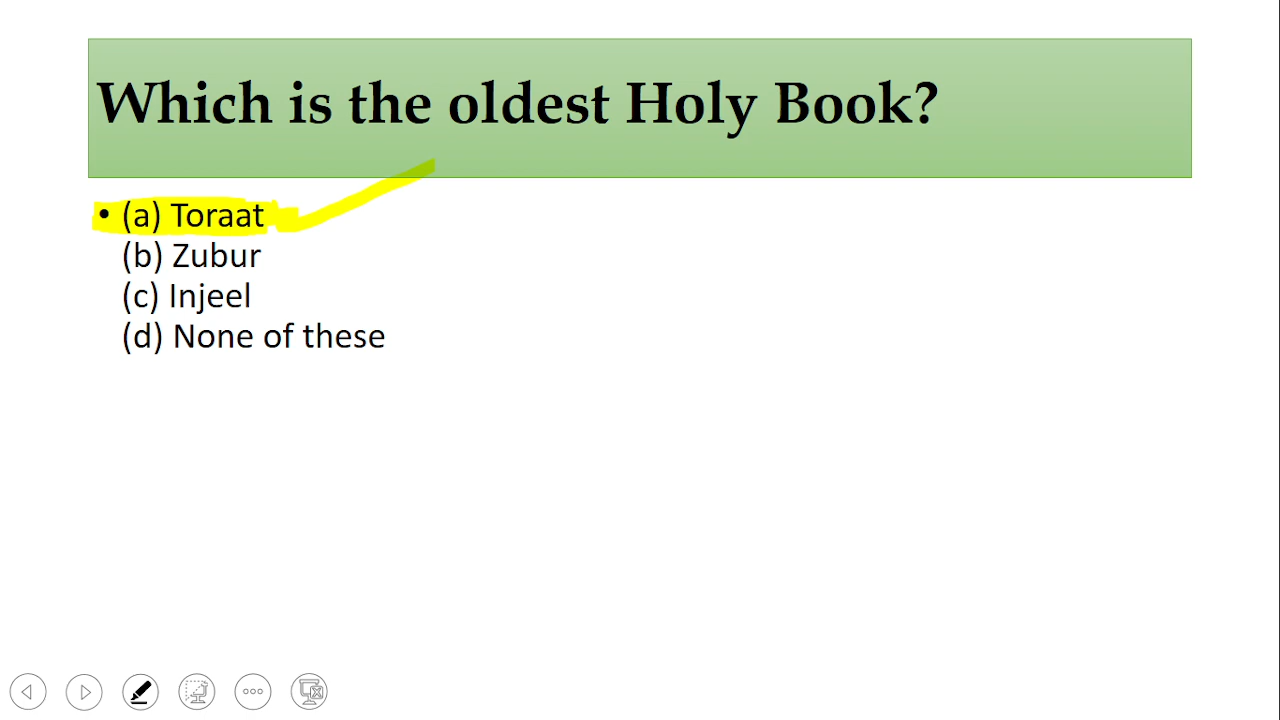 Which is the oldest Holy Book?
• (a) Toraat
(b) Zubur
(c) Injeel
(d) None of these